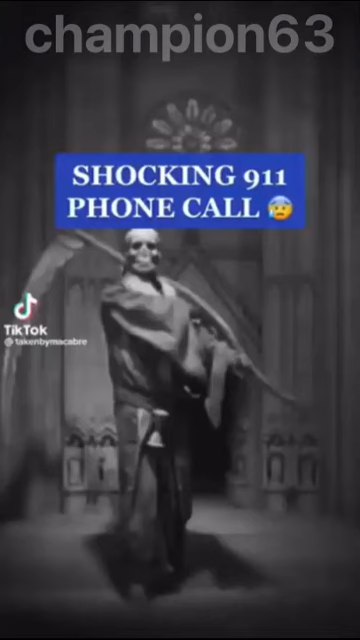 champion63
SHOCKING 911
PHONE CALL 😰
TikTok
@takenbymacabre